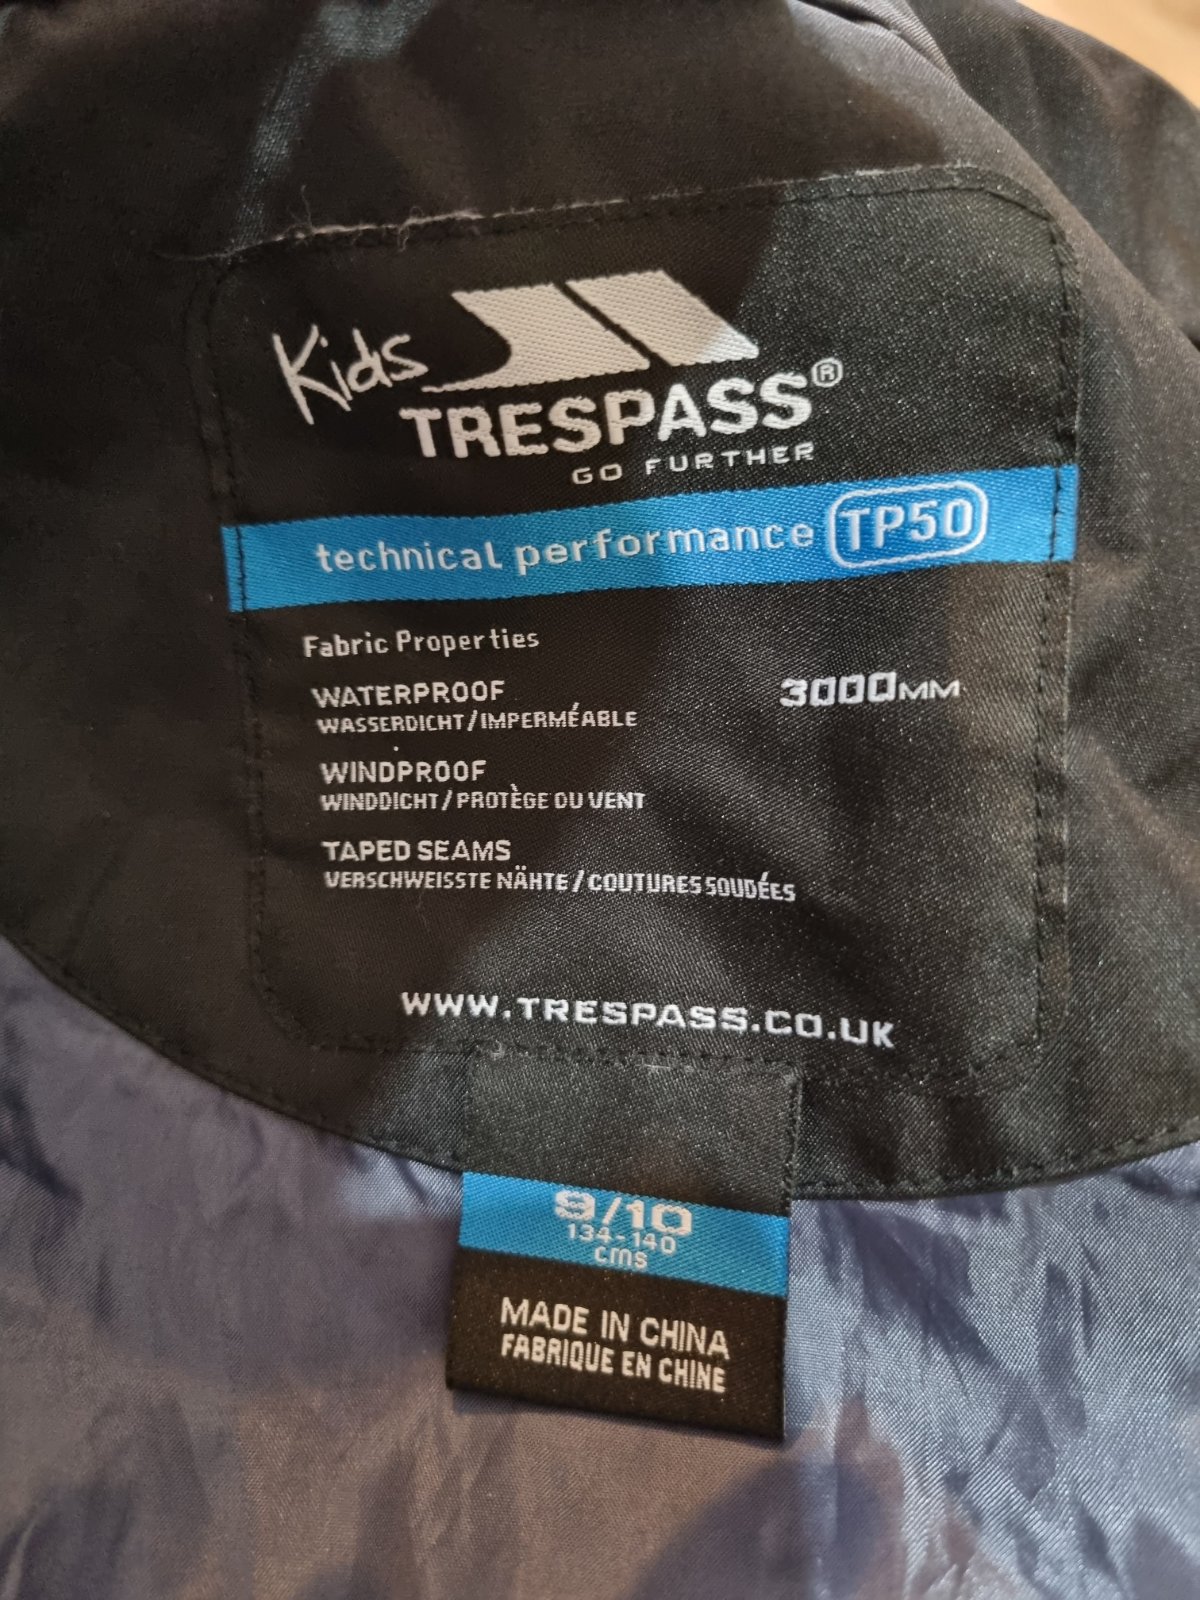 Kids
TRESPASS®
GO FURTHER
technical performance TP50
Fabric Properties
WATERPROOF 3000MM
WASSERDICHT/IMPERMÉABLE
WINDPROOF
WINDDICHT/PROTÈGE DU VENT
TAPED SEAMS
VERSCHWEISSTE NÄHTE/COUTURES SOUDÉES
WWW.TRESPASS.CO.UK
9/10
134-140
cms
MADE IN CHINA
FABRIQUE EN CHINE